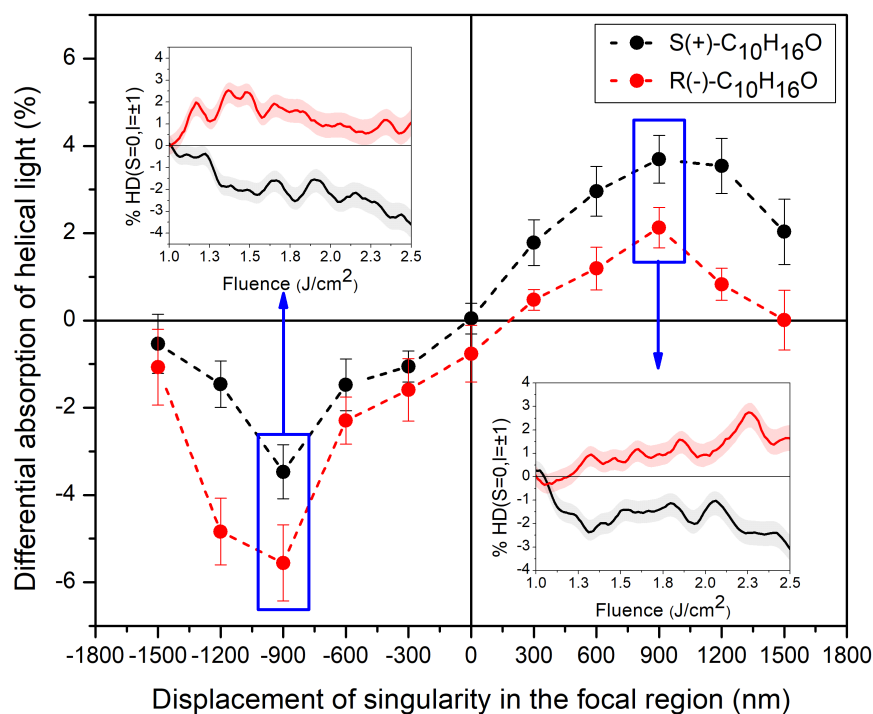 Differential absorption of helical light (%)
6
4
2
0
-2
-4
-6
S(+)-C10H16O
R(-)-C10H16O
% HD(S=0,l=±1)
4
3
2
1
0
-1
-2
-3
-4
1.0 1.3 1.5 1.8 2.0 2.3 2.5
Fluence (J/cm2)
% HD(S=0,l=±1)
4
3
2
1
0
-1
-2
-3
-4
1.0 1.3 1.5 1.8 2.0 2.3 2.5
Fluence (J/cm2)
-1800 -1500 -1200 -900 -600 -300 0 300 600 900 1200 1500 1800
Displacement of singularity in the focal region (nm)